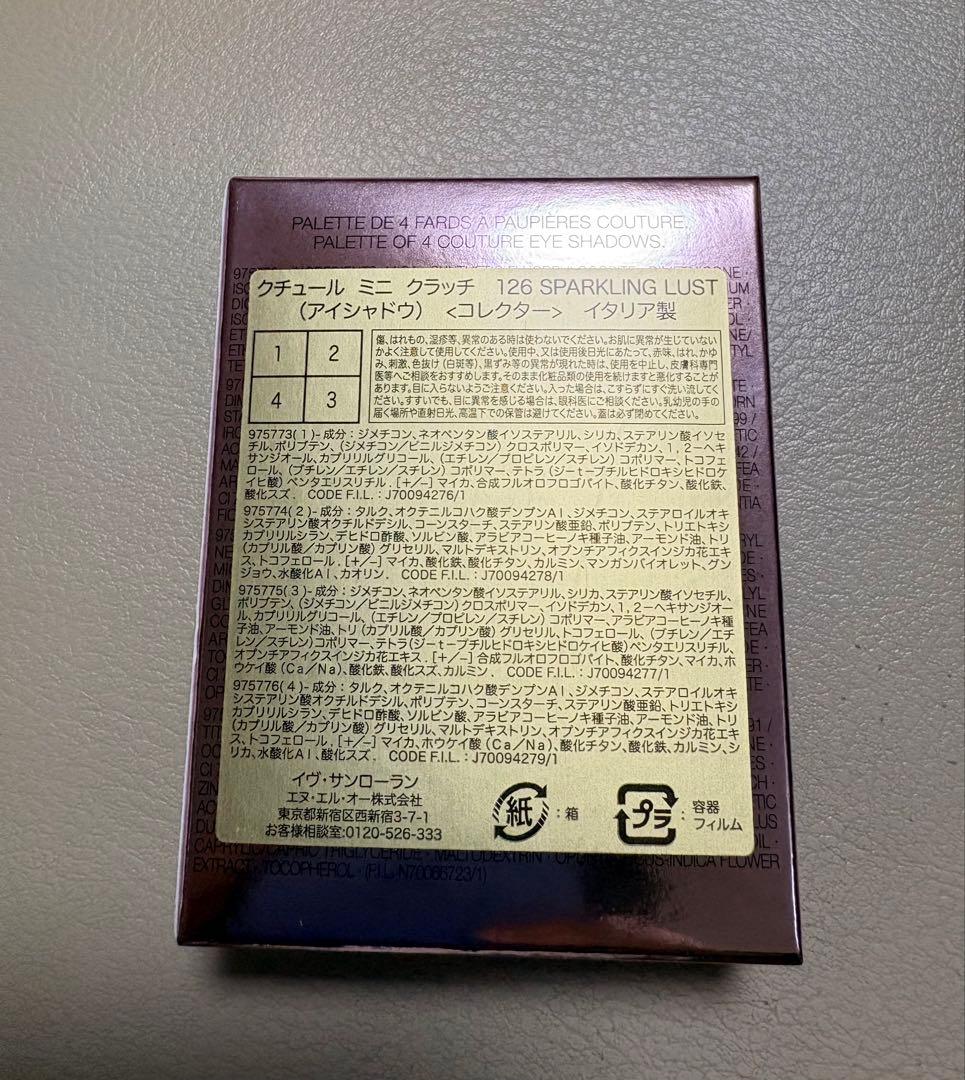 PALETTE DE 4 FARDS À PAUPIÈRES COUTURE.
PALETTE OF 4 COUTURE EYE SHADOWS.
クチュール ミニ クラッチ 126 SPARKLING LUST
(アイシャドウ) <コレクター> イタリア製
1 2
4 3
傷、はれもの、湿疹等、異常のある時は使わないでください。お肌に異常が生じていない
かよく注意して使用してください。使用中、又は使用後日光にあたって、赤味、はれ、かゆ
み、刺激、色抜け(白斑等)、黒ずみ等の異常が現れた時は、使用を中止し、皮膚科専門
医等へご相談をおすすめします。そのまま化粧品類の使用を続けますと悪化することが
あります。目に入らないようご注意ください。入った場合は、こすらずにすぐ洗い流してく
ださい。すすいでも、目に異常を感じる場合は、眼科医にご相談ください。乳幼児の手の
届く場所や直射日光、高温下での保管は避けてください。蓋は必ず閉めてください。
975773(1)-成分:ジメチコン、ネオペンタン酸イソステアリル、シリカ、ステアリン酸イソセチ
ル、ポリブテン、(ジメチコン/ビニルジメチコン)クロスポリマー、イソドデカン、1,2-ヘキ
サンジオール、カプリリルグリコール、(エチレン/プロピレン/スチレン)コポリマー、トコフェ
ロール、(ブチレン/エチレン/スチレン)コポリマー、テトラ(ジ-t-ブチルヒドロキシヒドロ
ケイヒ酸)ペンタエリスリチル.[+/-]マイカ、合成フルオロフロゴパイト、酸化チタン、酸化鉄、
酸化スズ. CODE F.I.L.:J70094276/1
975774(2)-成分:タルク、オクテニルコハク酸デンプンAl、ジメチコン、ステアロイルオキ
システアリン酸オクチルドデシル、コーンスターチ、ステアリン酸亜鉛、ポリブテン、トリエトキシ
カプリリルシラン、デヒドロ酢酸、ソルビン酸、アラビアコーヒーノキ種子油、アーモンド油、トリ
(カプリル酸/カプリン酸)グリセリル、マルトデキストリン、オプンチアフィクスインジカ花エキ
ス、トコフェロール.[+/-]マイカ、酸化鉄、酸化チタン、カルミン、マンガンバイオレット、グン
ジョウ、水酸化Al、カオリン. CODE F.I.L.:J70094278/1
975775(3)-成分:ジメチコン、ネオペンタン酸イソステアリル、シリカ、ステアリン酸イソセチル、
ポリブテン、(ジメチコン/ビニルジメチコン)クロスポリマー、イソドデカン、1,2-ヘキサンジオー
ル、カプリリルグリコール、(エチレン/プロピレン/スチレン)コポリマー、アラビアコーヒーノキ種
子油、アーモンド油、トリ(カプリル酸/カプリン酸)グリセリル、トコフェロール、(ブチレン/エチレ
ン/スチレン)コポリマー、テトラ(ジ-t-ブチルヒドロキシヒドロケイヒ酸)ペンタエリスリチル、
オプンチアフィクスインジカ花エキス.[+/-]合成フルオロフロゴパイト、酸化チタン、マイカ、ホ
ウケイ酸(Ca/Na)、酸化鉄、酸化スズ、カルミン. CODE F.I.L.:J70094277/1
975776(4)-成分:タルク、オクテニルコハク酸デンプンAl、ジメチコン、ステアロイルオキ
システアリン酸オクチルドデシル、ポリブテン、コーンスターチ、ステアリン酸亜鉛、トリエトキシ
カプリリルシラン、デヒドロ酢酸、ソルビン酸、アラビアコーヒーノキ種子油、アーモンド油、トリ
(カプリル酸/カプリン酸)グリセリル、マルトデキストリン、オプンチアフィクスインジカ花エキ
ス、トコフェロール.[+/-]マイカ、ホウケイ酸(Ca/Na)、酸化チタン、酸化鉄、カルミン、シ
リカ、水酸化Al、酸化スズ. CODE F.I.L.:J70094279/1
イヴ・サンローラン
エヌ・エル・オー株式会社
東京都新宿区西新宿3-7-1
お客様相談室:0120-526-333
紙:箱
プラ:容器
フィルム
CAPRYLIC/CAPRIC TRIGLYCERIDE · MALTODEXTRIN · FLOWER
EXTRACT · TOCOPHEROL · (F.I.L. N70086723/1)